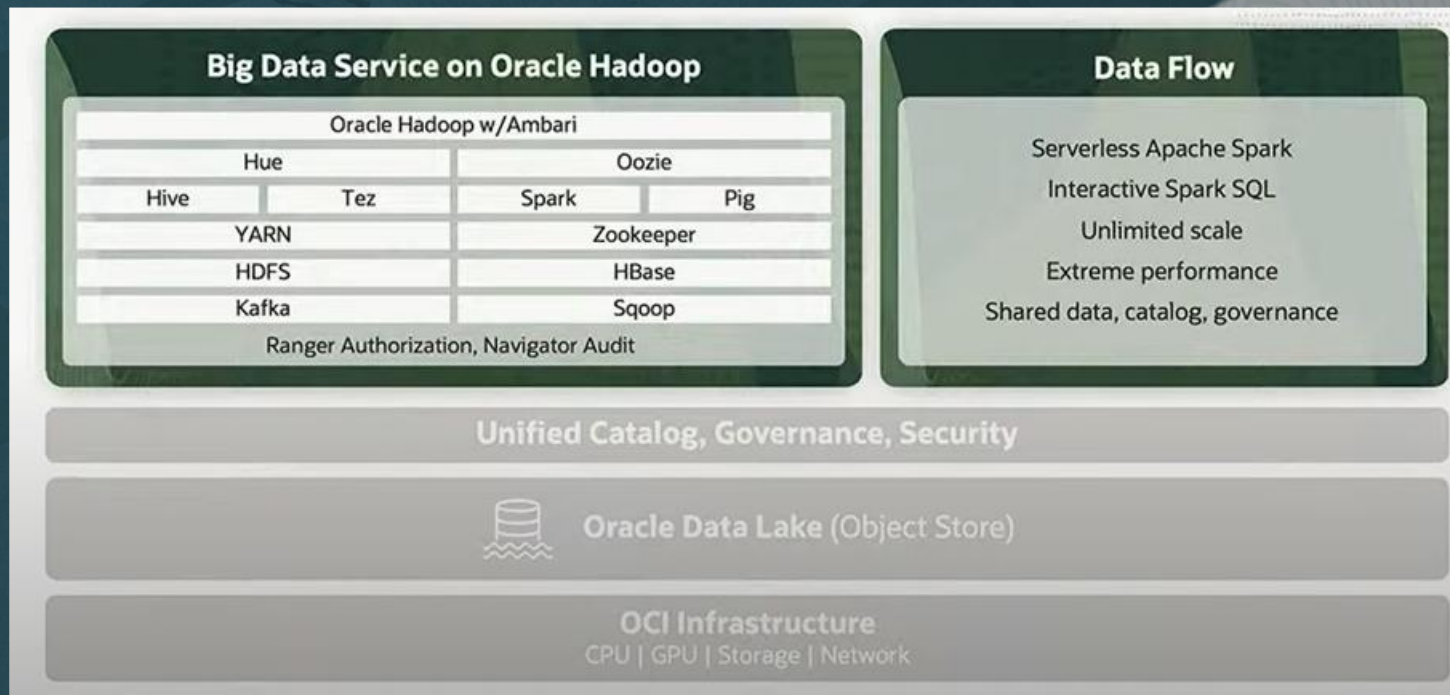 Big Data Service on Oracle Hadoop
Oracle Hadoop w/Ambari
Hue
Oozie
Hive
Tez
Spark
Pig
YARN
Zookeeper
HDFS
HBase
Kafka
Sqoop
Ranger Authorization, Navigator Audit
Data Flow
Serverless Apache Spark
Interactive Spark SQL
Unlimited scale
Extreme performance
Shared data, catalog, governance
Unified Catalog, Governance, Security
Oracle Data Lake (Object Store)
OCI Infrastructure
CPU | GPU | Storage | Network